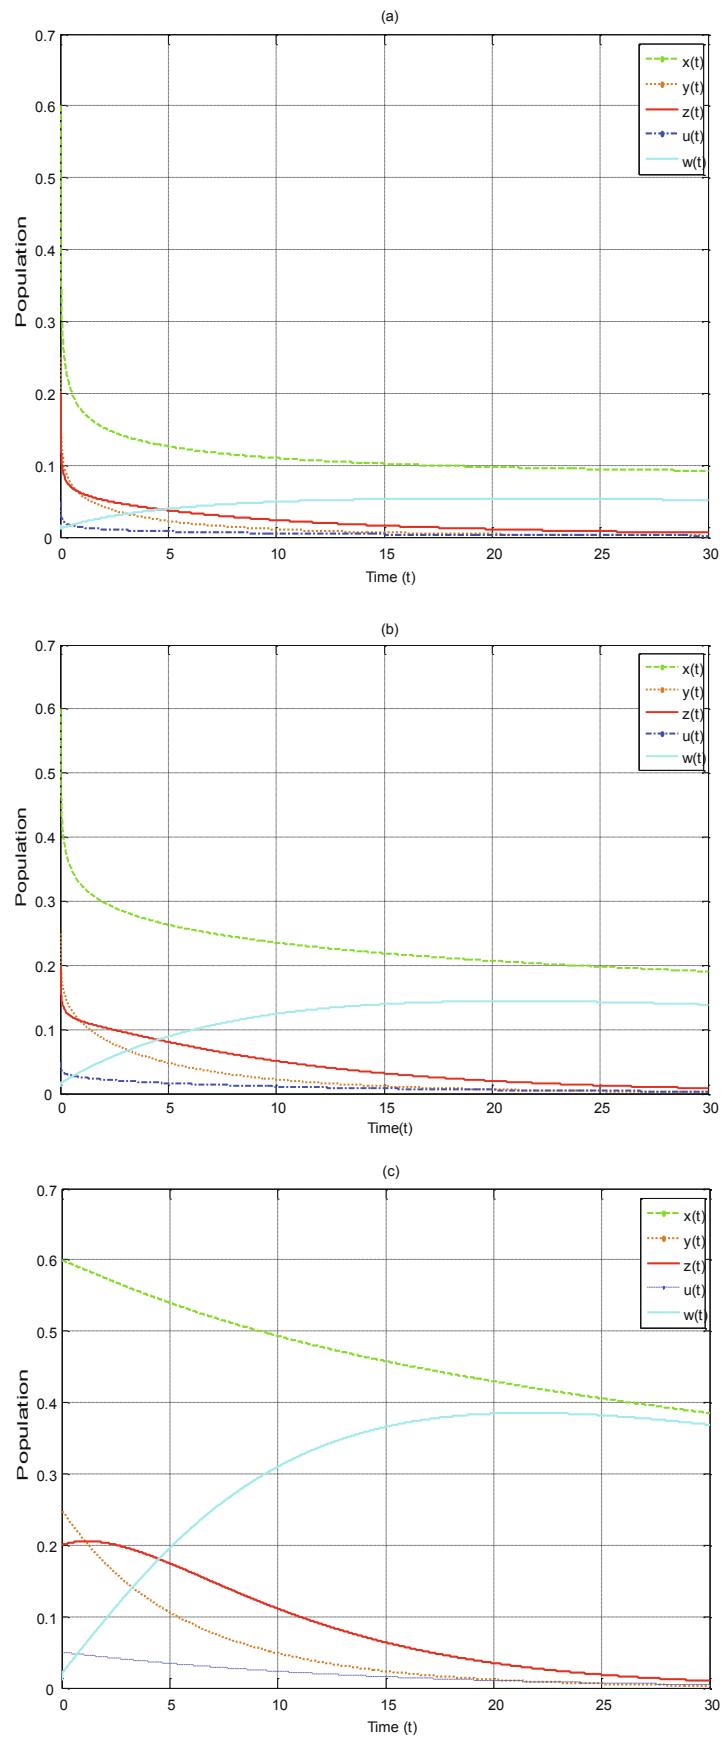 (a)
0.7
0.6
0.5
0.4
0.3
0.2
0.1
0
Population
x(t)
y(t)
z(t)
u(t)
w(t)
0 5 10 15 20 25 30
Time (t)
(b)
0.7
0.6
0.5
0.4
0.3
0.2
0.1
0
Population
x(t)
y(t)
z(t)
u(t)
w(t)
0 5 10 15 20 25 30
Time(t)
(c)
0.7
0.6
0.5
0.4
0.3
0.2
0.1
0
Population
x(t)
y(t)
z(t)
u(t)
w(t)
0 5 10 15 20 25 30
Time (t)